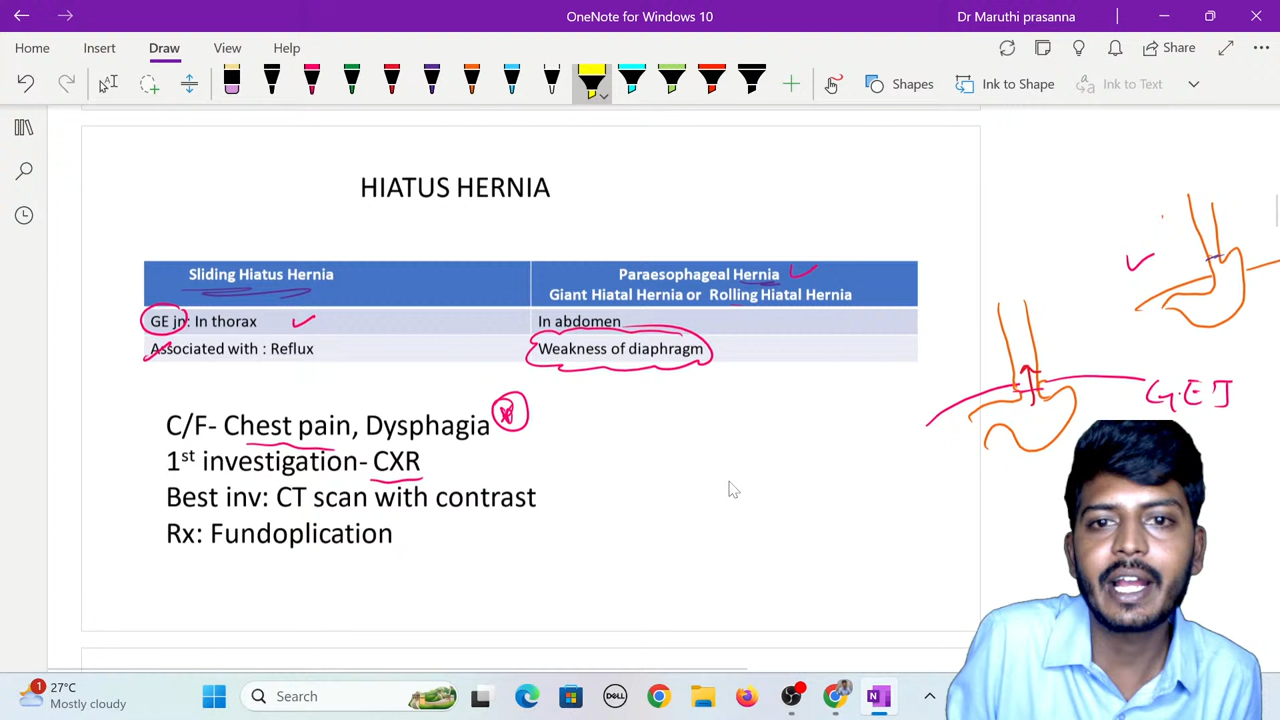 OneNote for Windows 10
Dr Maruthi prasanna
Home
Insert
Draw
View
Help
Share
Shapes
Ink to Shape
Ink to Text
HIATUS HERNIA
Sliding Hiatus Hernia
Paraesophageal Hernia
Giant Hiatal Hernia or Rolling Hiatal Hernia
GE jn: In thorax
In abdomen
Associated with : Reflux
Weakness of diaphragm
G.E J
C/F- Chest pain, Dysphagia
1st investigation- CXR
Best inv: CT scan with contrast
Rx: Fundoplication
1
27°C
Mostly cloudy
Search
DELL